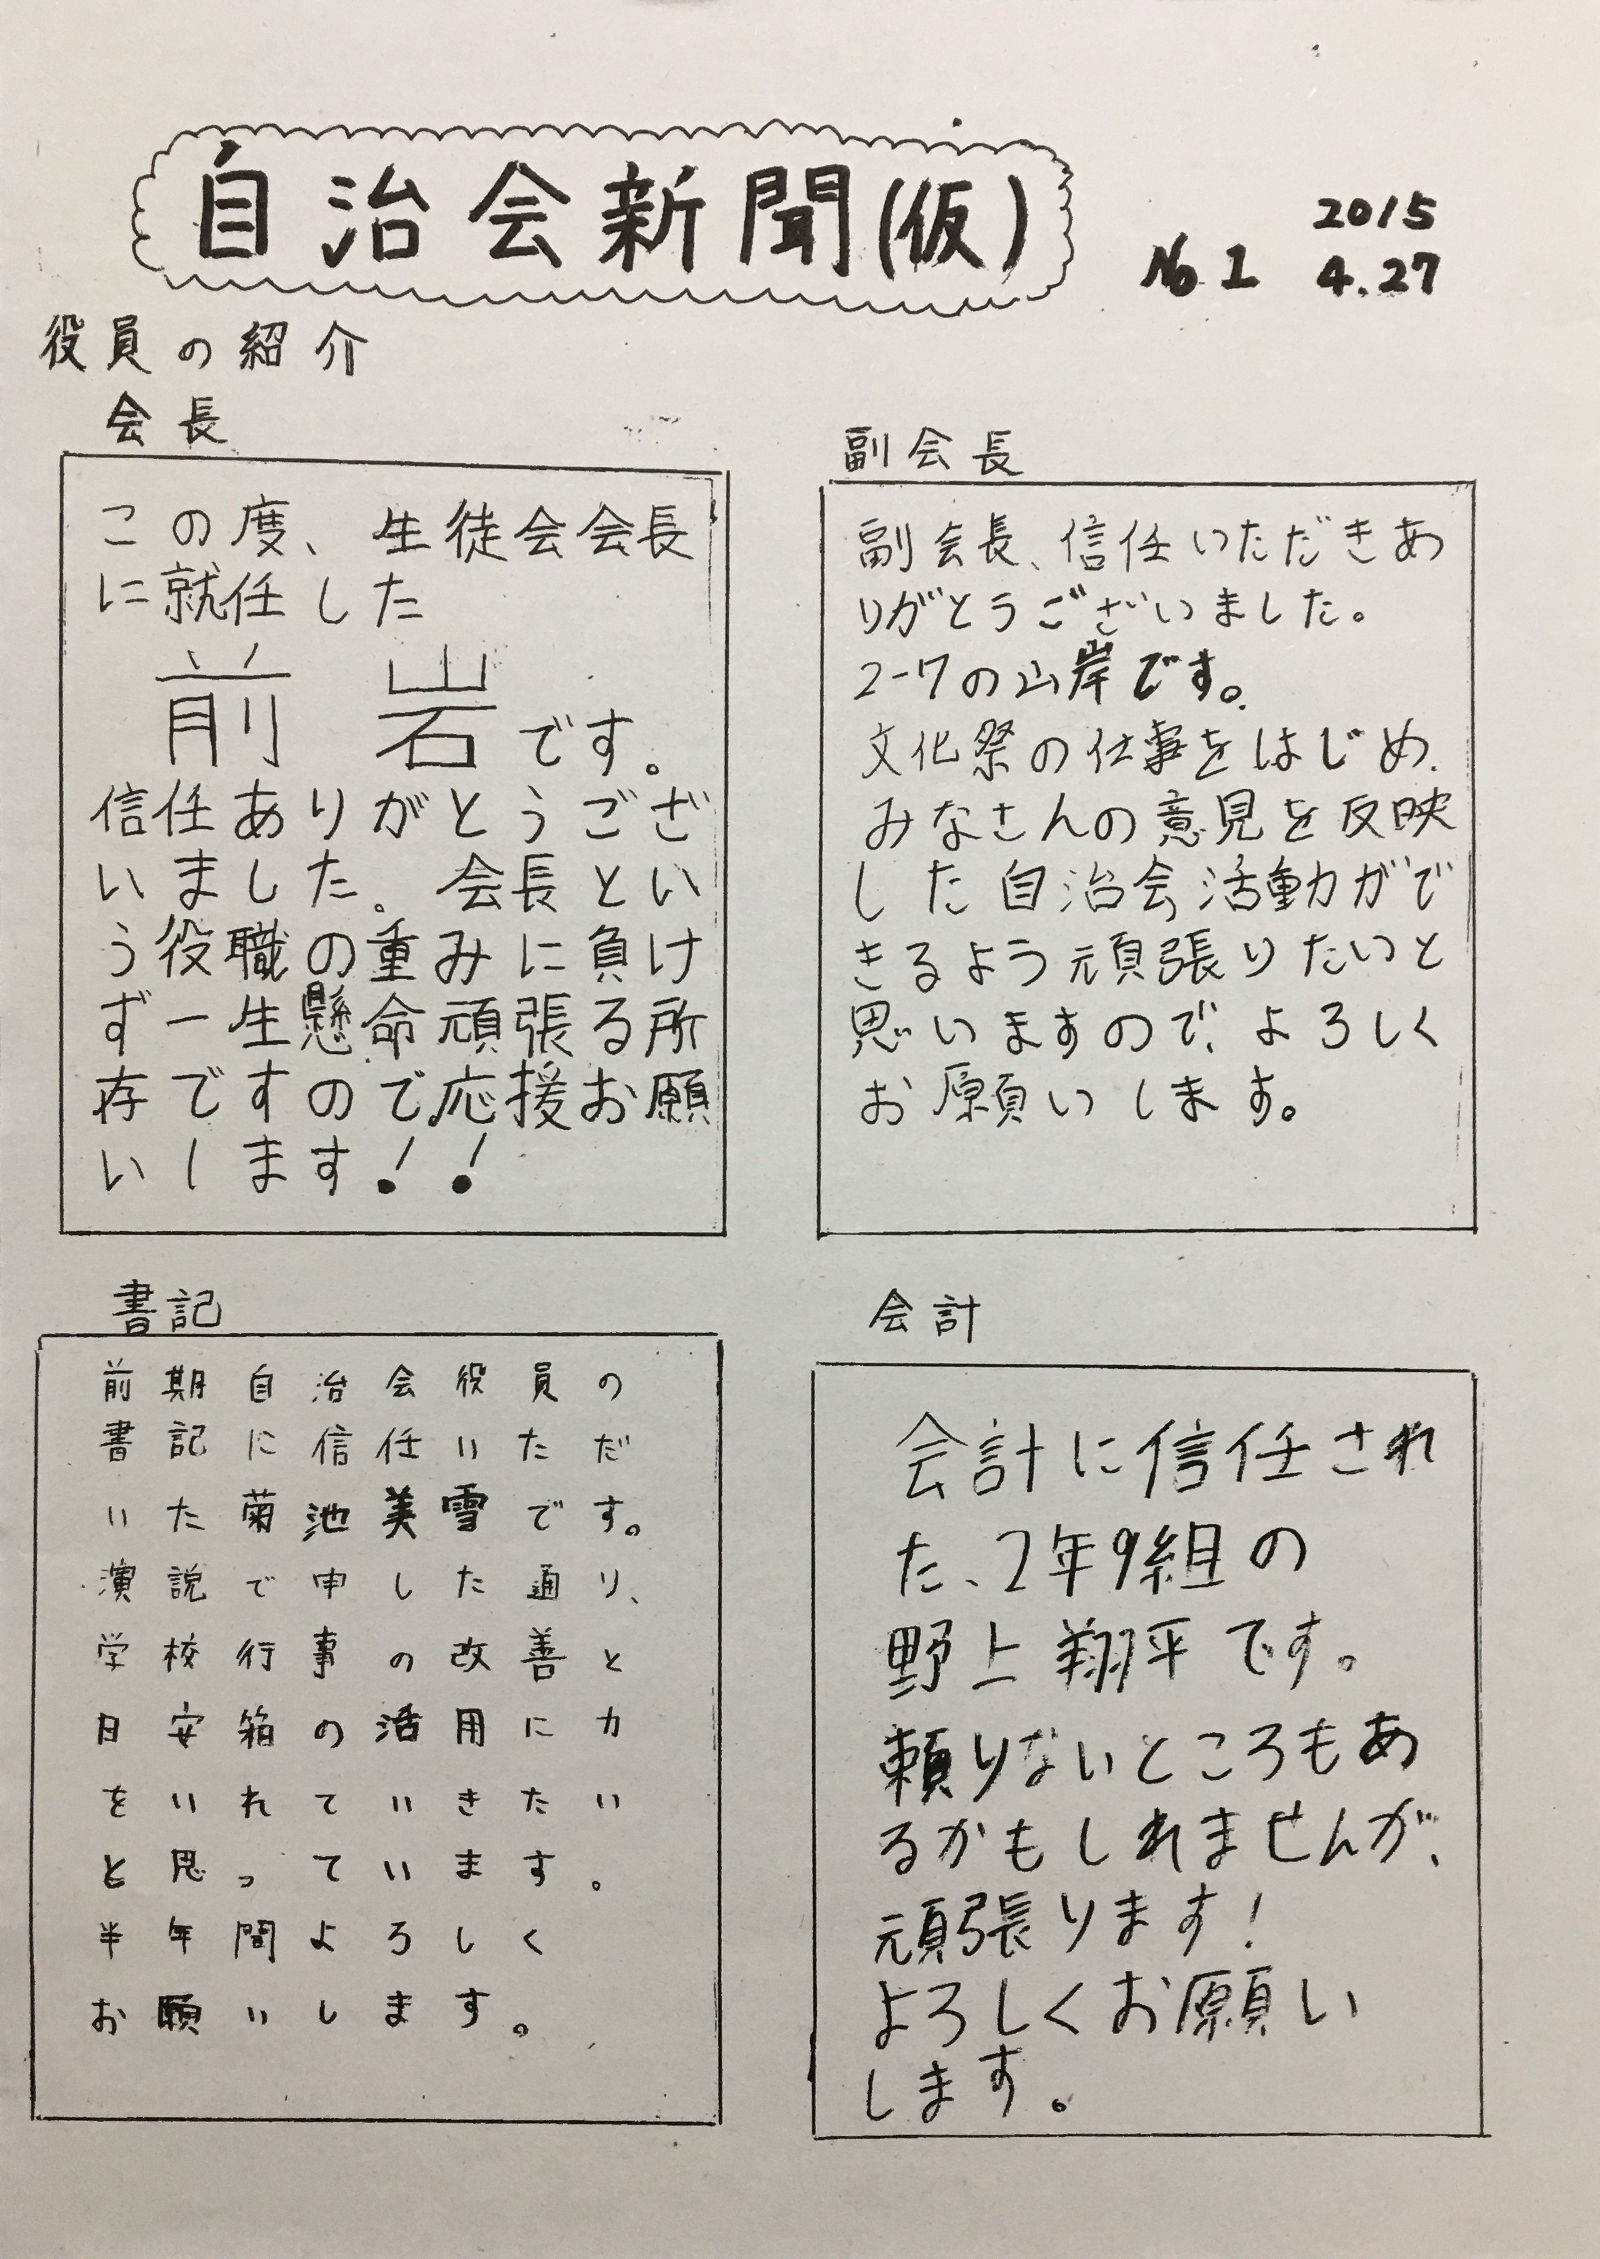 自治会新聞(仮)
No 1
2015
4.27
役員の紹介
会長
この度、生徒会会長
に就任した
前 岩です。
信任ありがとうござ
いました。会長とい
う役職の重みに負け
ず一生懸命頑張る所
存ですので応援お願
いします!!
副会長
副会長、信任いただきあ
りがとうございました。
2-7の山岸です。
文化祭の仕事をはじめ、
みなさんの意見を反映
した自治会活動がで
きるよう頑張りたいと
思いますので、よろしく
お願いします。
書記
前期自治会役員の
書記に信任いただ
いた菊池美雪です。
演説で申した通り、
学校行事の改善と
目安箱の活用に力
をいれていきたい
と思っています。
半年間よろしく
お願いします。
会計
会計に信任され
た、2年9組の
野上翔平です。
頼りないところもあ
るかもしれませんが、
頑張ります!
よろしくお願い
します。